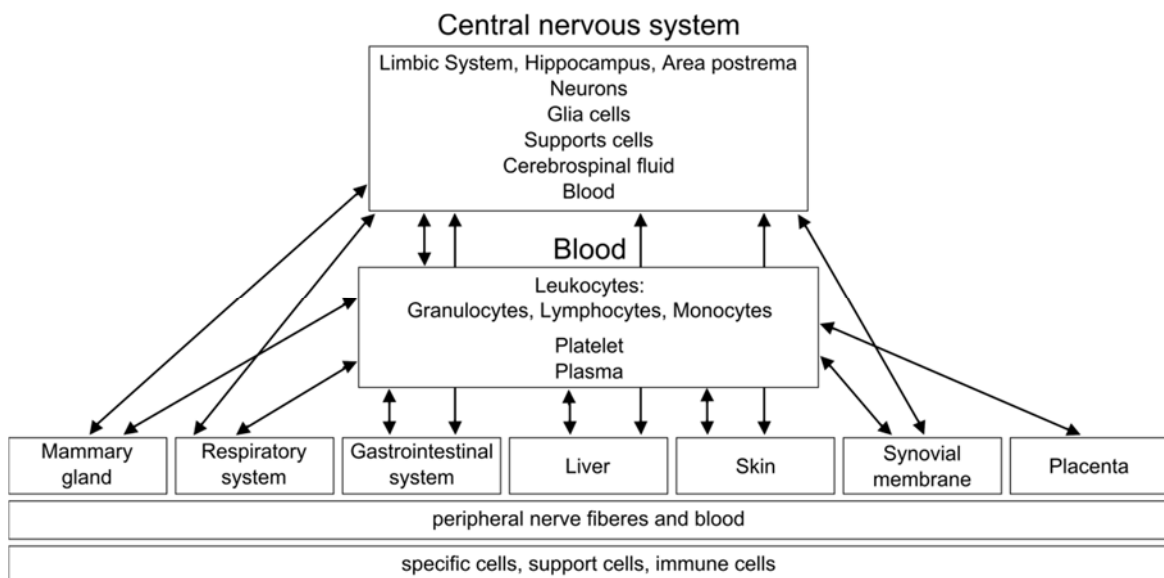 Central nervous system
Limbic System, Hippocampus, Area postrema
Neurons
Glia cells
Supports cells
Cerebrospinal fluid
Blood
Blood
Leukocytes:
Granulocytes, Lymphocytes, Monocytes
Platelet
Plasma
Mammary
gland
Respiratory
system
Gastrointestinal
system
Liver
Skin
Synovial
membrane
Placenta
peripheral nerve fiberes and blood
specific cells, support cells, immune cells